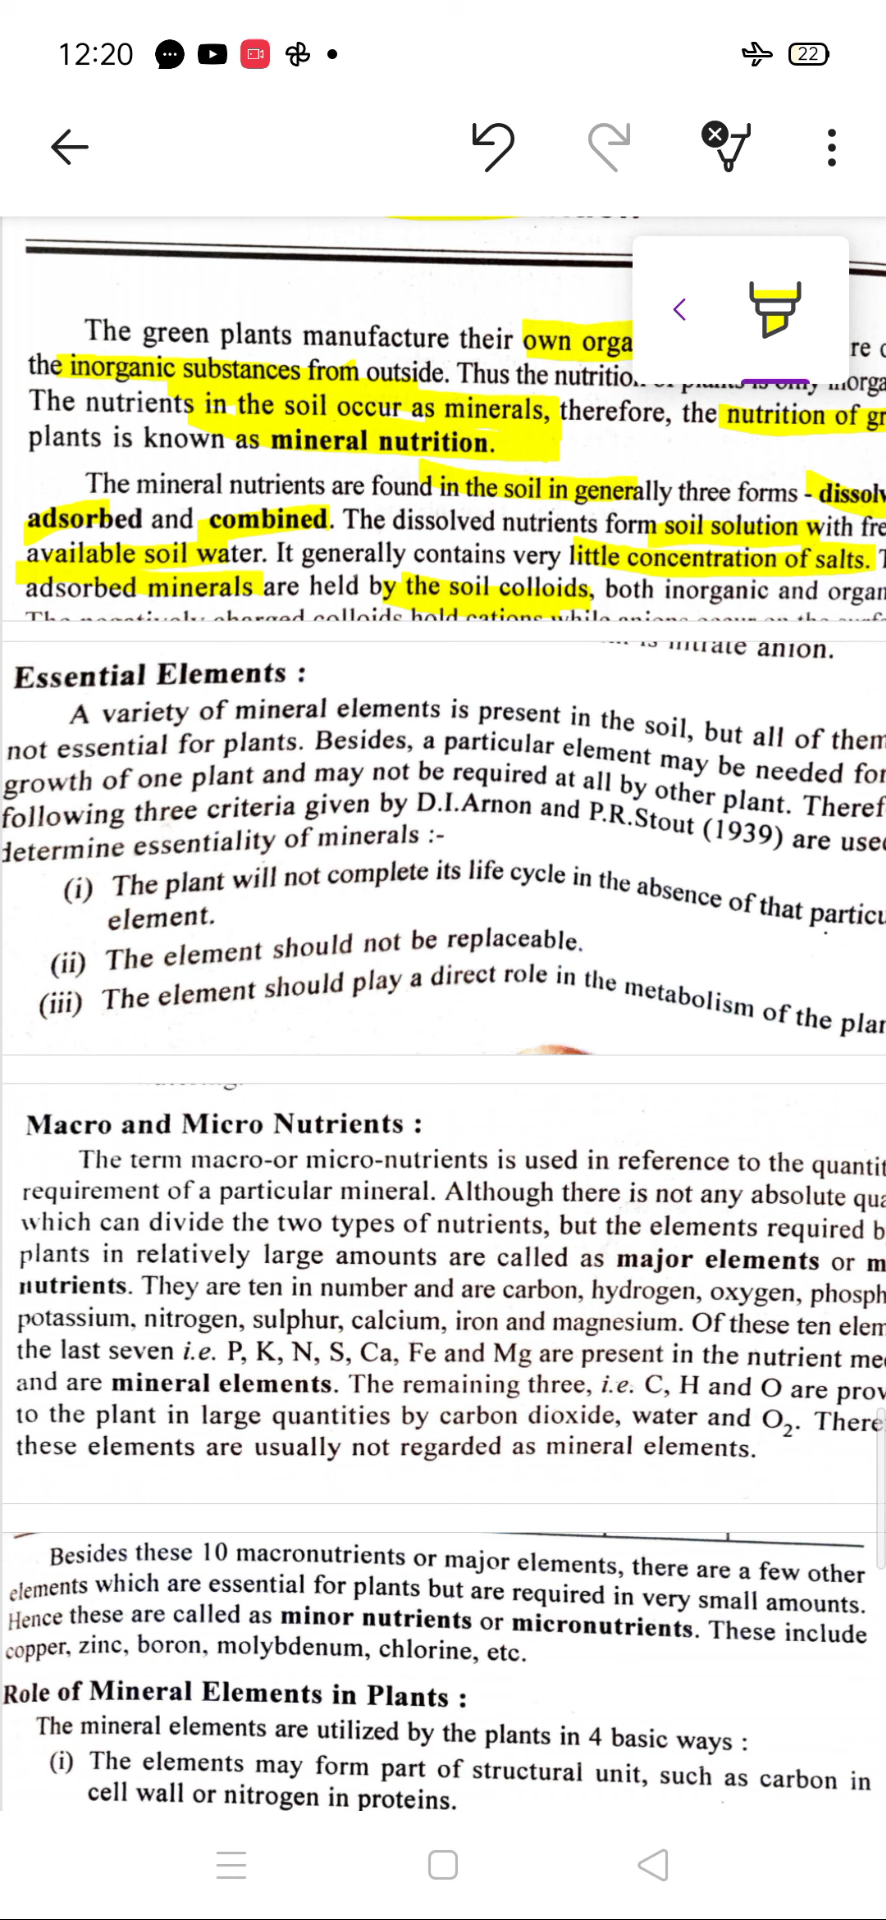 12:20
22
The green plants manufacture their own orga re
the inorganic substances from outside. Thus the nutritio
The nutrients in the soil occur as minerals, therefore, the nutrition of gr
plants is known as mineral nutrition.
The mineral nutrients are found in the soil in generally three forms - dissolv
adsorbed and combined. The dissolved nutrients form soil solution with fre
available soil water. It generally contains very little concentration of salts. T
adsorbed minerals are held by the soil colloids, both inorganic and organ
colloids hold cations while
is nitrate anion.
Essential Elements :
A variety of mineral elements is present in the soil, but all of them
not essential for plants. Besides, a particular element may be needed for
growth of one plant and may not be required at all by other plant. Theref
following three criteria given by D.I.Arnon and P.R.Stout (1939) are used
determine essentiality of minerals :-
(i) The plant will not complete its life cycle in the absence of that particu
element.
(ii) The element should not be replaceable.
(iii) The element should play a direct role in the metabolism of the plan
Macro and Micro Nutrients :
The term macro-or micro-nutrients is used in reference to the quantit
requirement of a particular mineral. Although there is not any absolute qua
which can divide the two types of nutrients, but the elements required b
plants in relatively large amounts are called as major elements or m
nutrients. They are ten in number and are carbon, hydrogen, oxygen, phosph
potassium, nitrogen, sulphur, calcium, iron and magnesium. Of these ten elem
the last seven i.e. P, K, N, S, Ca, Fe and Mg are present in the nutrient me
and are mineral elements. The remaining three, i.e. C, H and O are prov
to the plant in large quantities by carbon dioxide, water and O₂. There
these elements are usually not regarded as mineral elements.
Besides these 10 macronutrients or major elements, there are a few other
elements which are essential for plants but are required in very small amounts.
Hence these are called as minor nutrients or micronutrients. These include
copper, zinc, boron, molybdenum, chlorine, etc.
Role of Mineral Elements in Plants :
The mineral elements are utilized by the plants in 4 basic ways :
(i) The elements may form part of structural unit, such as carbon in
cell wall or nitrogen in proteins.